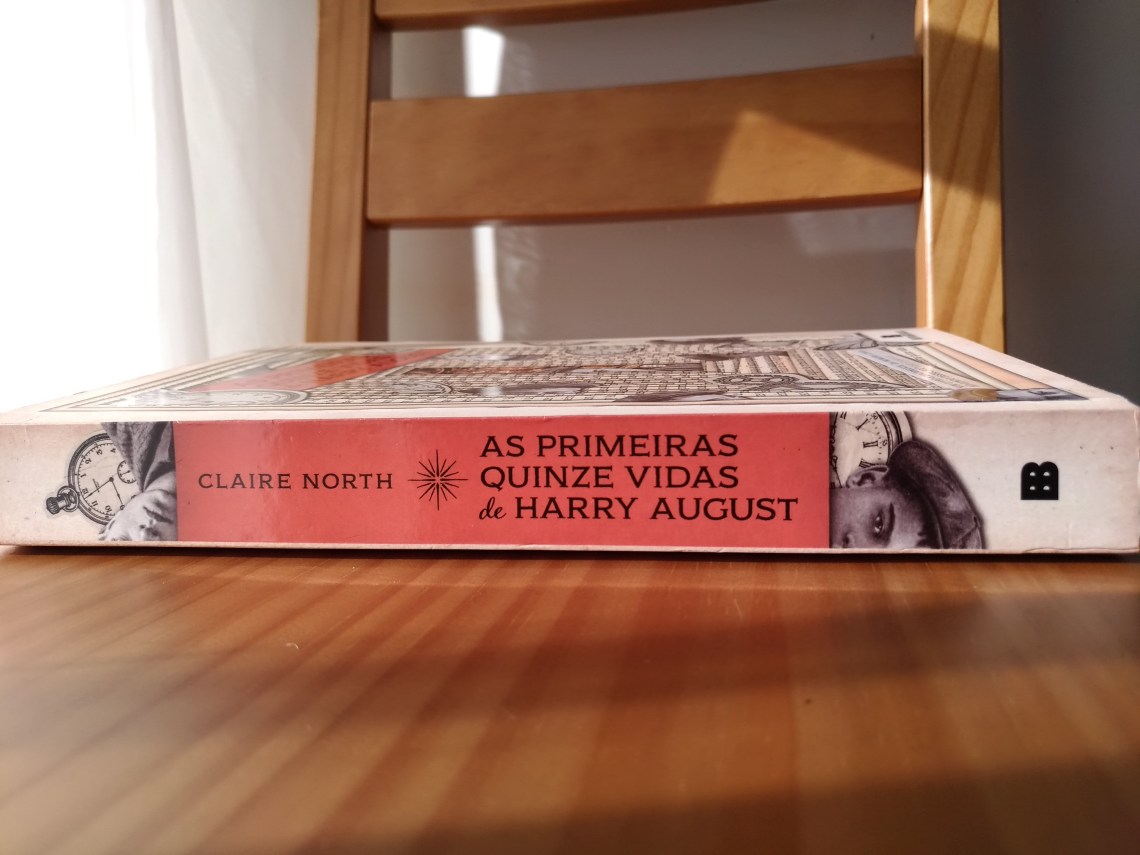 CLAIRE NORTH
AS PRIMEIRAS
QUINZE VIDAS
de HARRY AUGUST
B